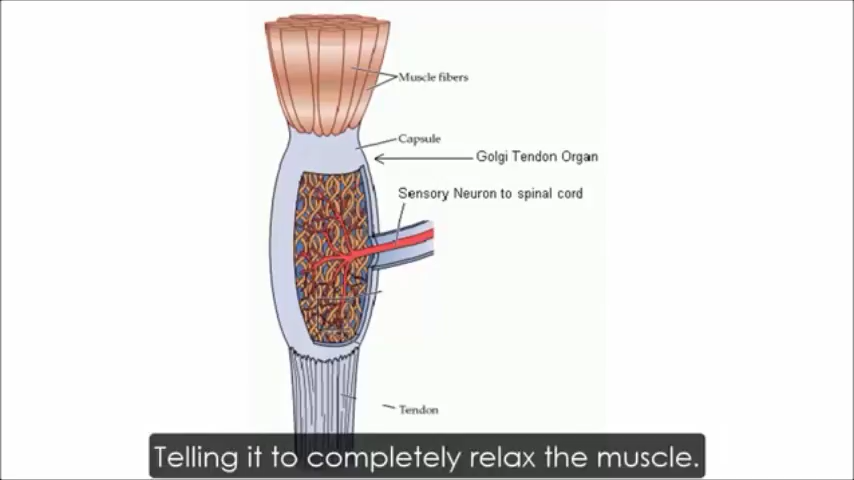 Muscle fibers
Capsule
Golgi Tendon Organ
Sensory Neuron to spinal cord
Tendon
Telling it to completely relax the muscle.